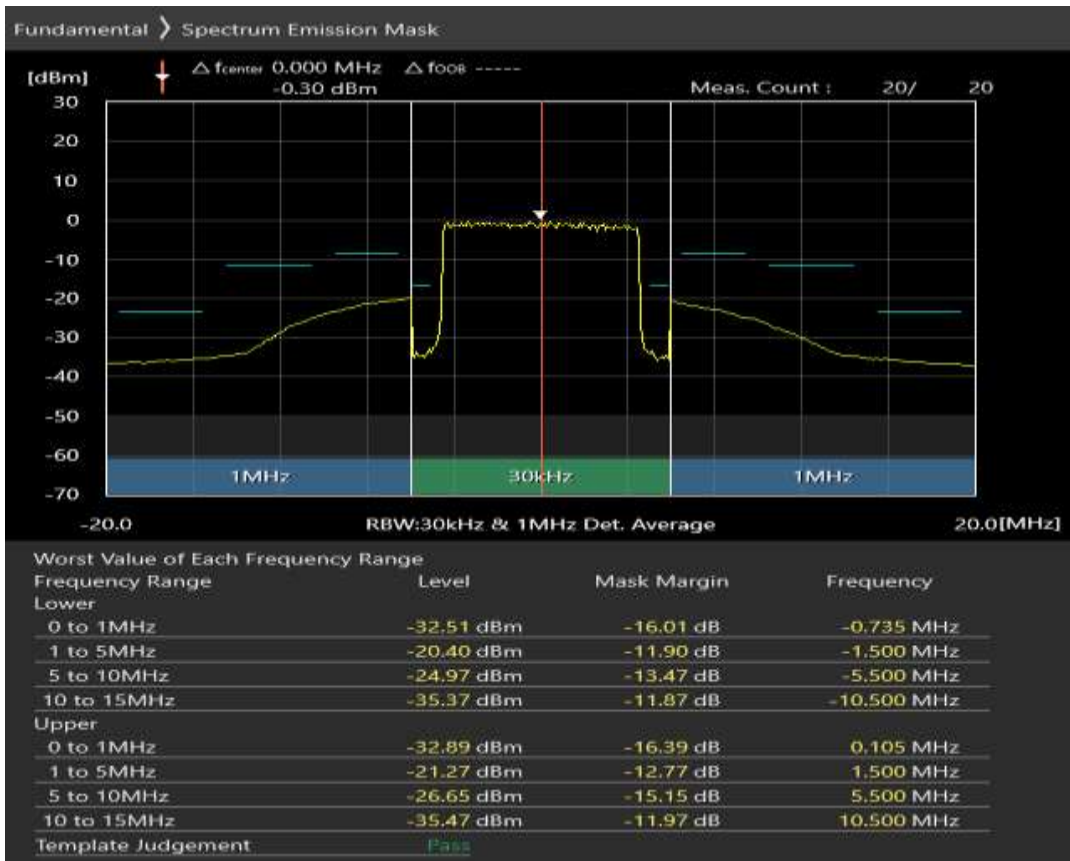 Fundamental 〉 Spectrum Emission Mask
[dBm]
△ fcenter 0.000 MHz △ fOOB -----
-0.30 dBm
Meas. Count : 20/ 20
30
20
10
0
-10
-20
-30
-40
-50
-60
-70
1MHz 30kHz 1MHz
-20.0 RBW:30kHz & 1MHz Det. Average 20.0[MHz]
Worst Value of Each Frequency Range
Frequency Range Level Mask Margin Frequency
Lower
0 to 1MHz -32.51 dBm -16.01 dB -0.735 MHz
1 to 5MHz -20.40 dBm -11.90 dB -1.500 MHz
5 to 10MHz -24.97 dBm -13.47 dB -5.500 MHz
10 to 15MHz -35.37 dBm -11.87 dB -10.500 MHz
Upper
0 to 1MHz -32.89 dBm -16.39 dB 0.105 MHz
1 to 5MHz -21.27 dBm -12.77 dB 1.500 MHz
5 to 10MHz -26.65 dBm -15.15 dB 5.500 MHz
10 to 15MHz -35.47 dBm -11.97 dB 10.500 MHz
Template Judgement Pass